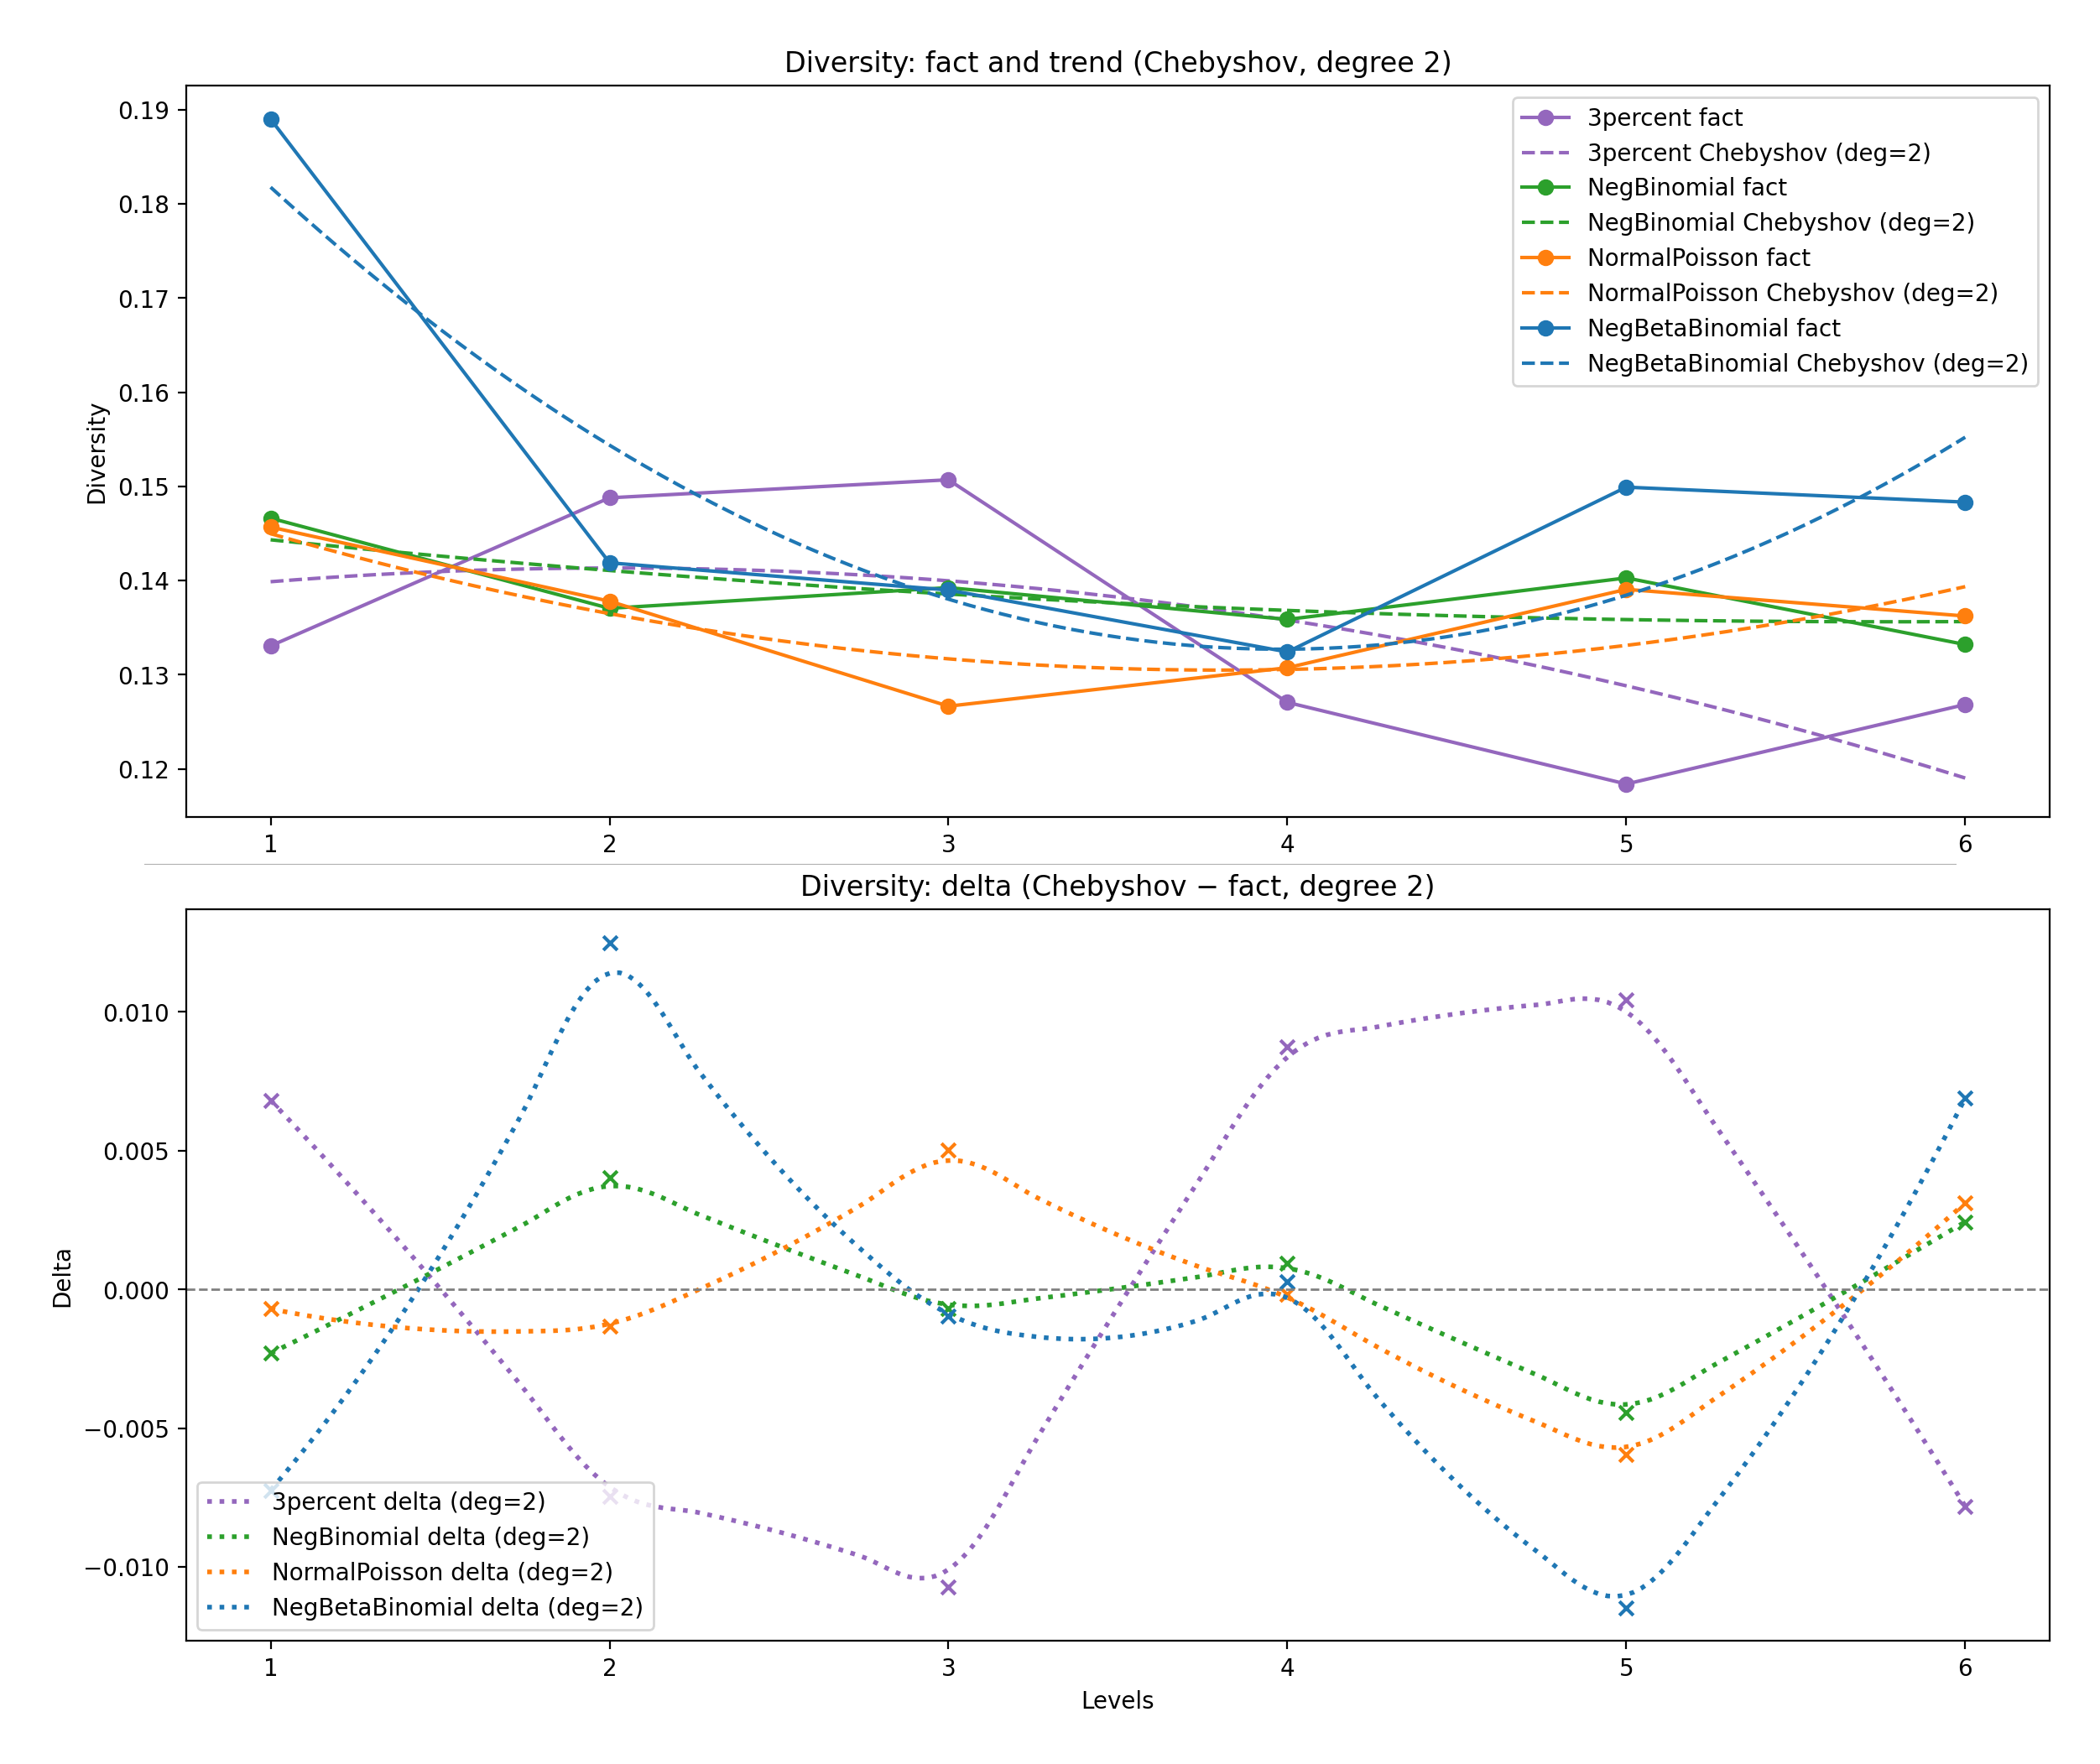 Diversity: fact and trend (Chebyshov, degree 2)
Diversity
0.19
0.18
0.17
0.16
0.15
0.14
0.13
0.12
3percent fact
3percent Chebyshov (deg=2)
NegBinomial fact
NegBinomial Chebyshov (deg=2)
NormalPoisson fact
NormalPoisson Chebyshov (deg=2)
NegBetaBinomial fact
NegBetaBinomial Chebyshov (deg=2)
1 2 3 4 5 6
Diversity: delta (Chebyshov − fact, degree 2)
Delta
0.010
0.005
0.000
−0.005
−0.010
3percent delta (deg=2)
NegBinomial delta (deg=2)
NormalPoisson delta (deg=2)
NegBetaBinomial delta (deg=2)
1 2 3 4 5 6
Levels